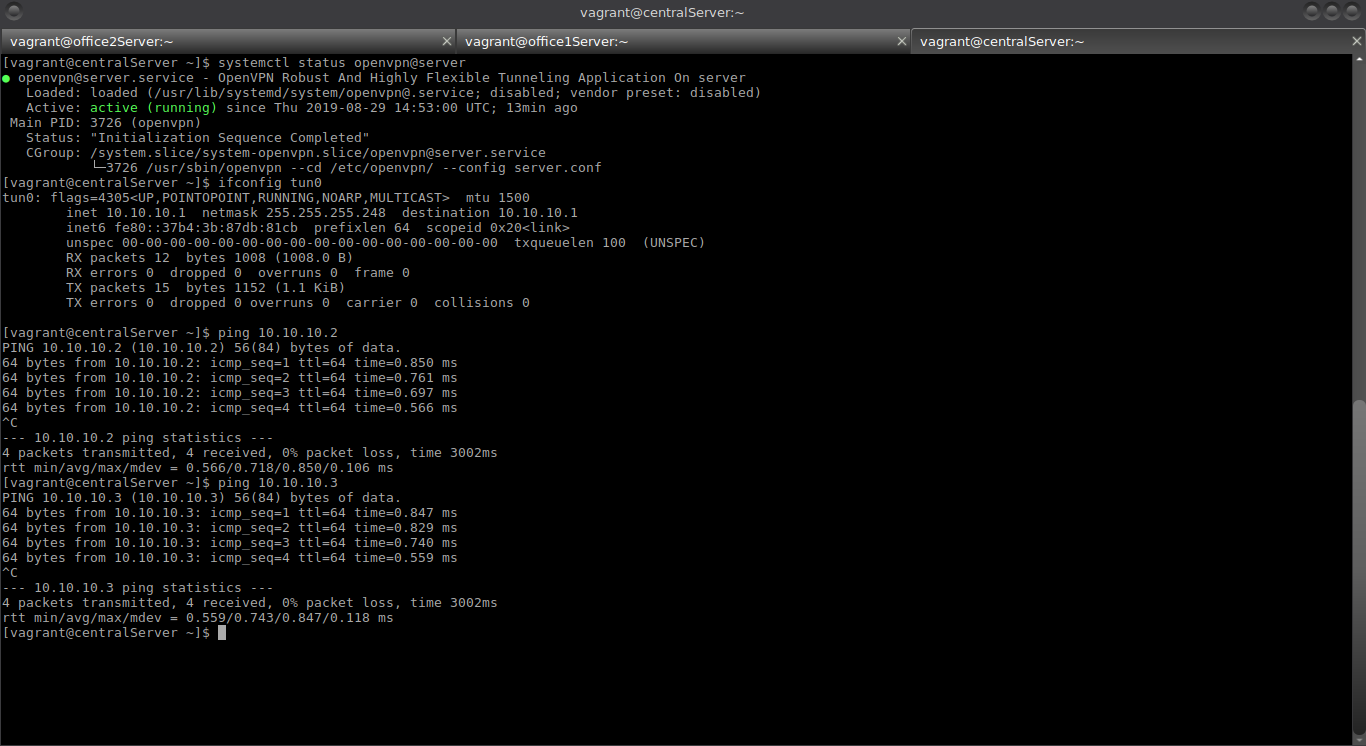 vagrant@centralServer:~
vagrant@office2Server:~
vagrant@office1Server:~
vagrant@centralServer:~
[vagrant@centralServer ~]$ systemctl status openvpn@server
● openvpn@server.service - OpenVPN Robust And Highly Flexible Tunneling Application On server
   Loaded: loaded (/usr/lib/systemd/system/openvpn@.service; disabled; vendor preset: disabled)
   Active: active (running) since Thu 2019-08-29 14:53:00 UTC; 13min ago
 Main PID: 3726 (openvpn)
   Status: "Initialization Sequence Completed"
   CGroup: /system.slice/system-openvpn.slice/openvpn@server.service
           └─3726 /usr/sbin/openvpn --cd /etc/openvpn/ --config server.conf
[vagrant@centralServer ~]$ ifconfig tun0
tun0: flags=4305<UP,POINTOPOINT,RUNNING,NOARP,MULTICAST>  mtu 1500
        inet 10.10.10.1  netmask 255.255.255.248  destination 10.10.10.1
        inet6 fe80::37b4:3b:87db:81cb  prefixlen 64  scopeid 0x20<link>
        unspec 00-00-00-00-00-00-00-00-00-00-00-00-00-00-00-00  txqueuelen 100  (UNSPEC)
        RX packets 12  bytes 1008 (1008.0 B)
        RX errors 0  dropped 0  overruns 0  frame 0
        TX packets 15  bytes 1152 (1.1 KiB)
        TX errors 0  dropped 0 overruns 0  carrier 0  collisions 0
[vagrant@centralServer ~]$ ping 10.10.10.2
PING 10.10.10.2 (10.10.10.2) 56(84) bytes of data.
64 bytes from 10.10.10.2: icmp_seq=1 ttl=64 time=0.850 ms
64 bytes from 10.10.10.2: icmp_seq=2 ttl=64 time=0.761 ms
64 bytes from 10.10.10.2: icmp_seq=3 ttl=64 time=0.697 ms
64 bytes from 10.10.10.2: icmp_seq=4 ttl=64 time=0.566 ms
^C
--- 10.10.10.2 ping statistics ---
4 packets transmitted, 4 received, 0% packet loss, time 3002ms
rtt min/avg/max/mdev = 0.566/0.718/0.850/0.106 ms
[vagrant@centralServer ~]$ ping 10.10.10.3
PING 10.10.10.3 (10.10.10.3) 56(84) bytes of data.
64 bytes from 10.10.10.3: icmp_seq=1 ttl=64 time=0.847 ms
64 bytes from 10.10.10.3: icmp_seq=2 ttl=64 time=0.829 ms
64 bytes from 10.10.10.3: icmp_seq=3 ttl=64 time=0.740 ms
64 bytes from 10.10.10.3: icmp_seq=4 ttl=64 time=0.559 ms
^C
--- 10.10.10.3 ping statistics ---
4 packets transmitted, 4 received, 0% packet loss, time 3002ms
rtt min/avg/max/mdev = 0.559/0.743/0.847/0.118 ms
[vagrant@centralServer ~]$